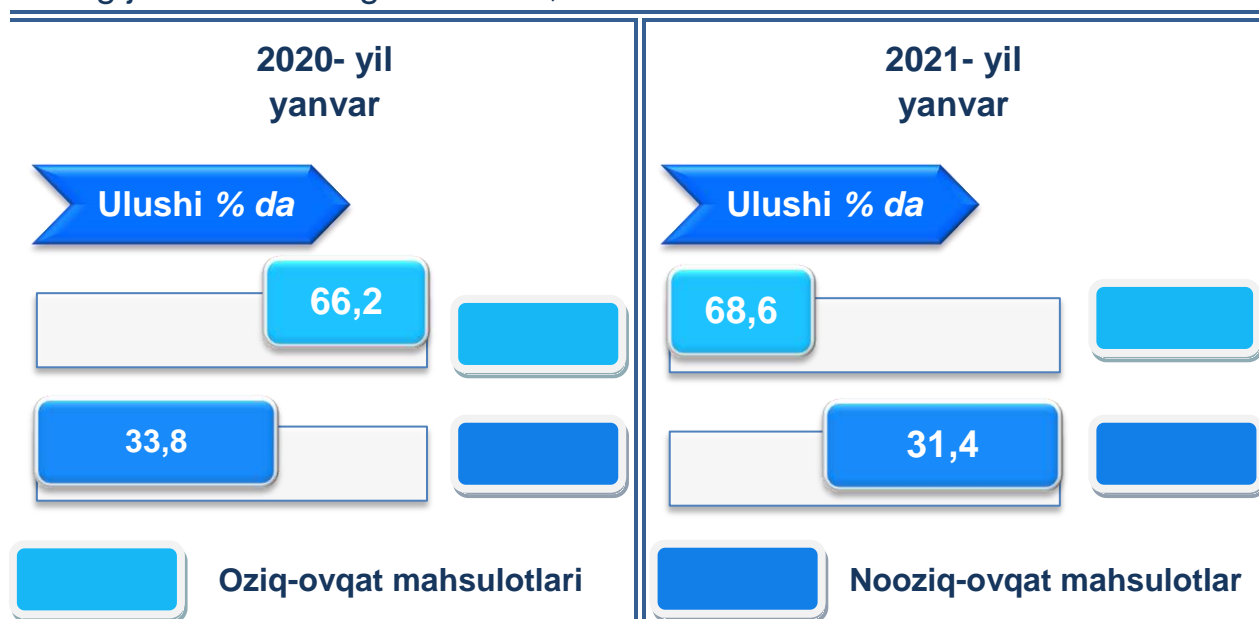 2020- yil
yanvar
Ulushi % da
66,2
33,8
2021- yil
yanvar
Ulushi % da
68,6
31,4
Oziq-ovqat mahsulotlari
Nooziq-ovqat mahsulotlar